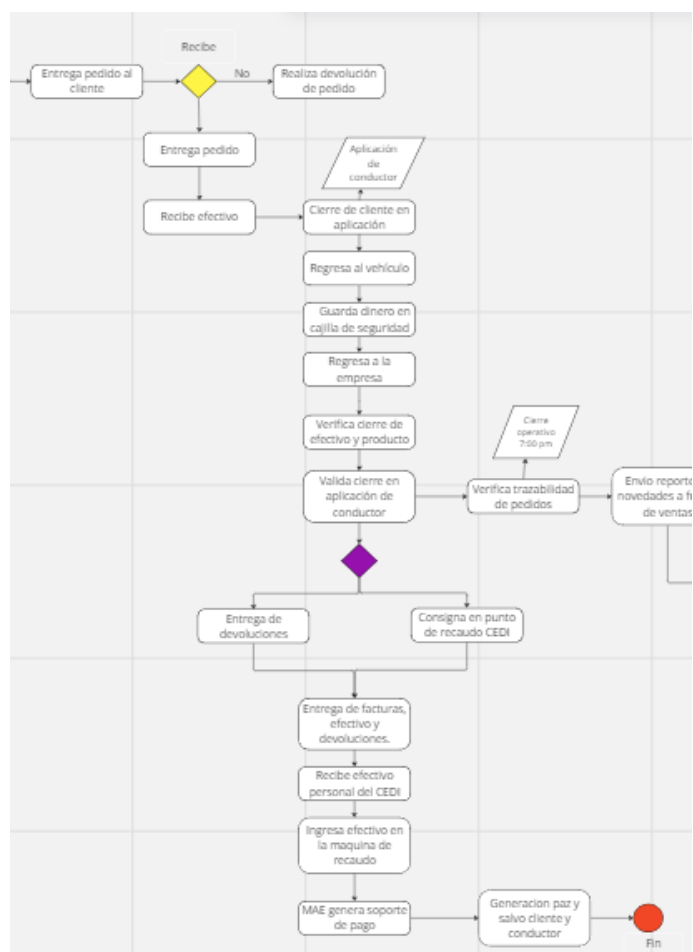 Recibe
Entrega pedido al
cliente
No
Realiza devolución
de pedido
Entrega pedido
Aplicación
de
conductor
Recibe efectivo
Cierre de cliente en
aplicación
Regresa al vehículo
Guarda dinero en
cajilla de seguridad
Regresa a la
empresa
Verifica cierre de
efectivo y producto
Cierre
operativo
7:00 pm
Valida cierre en
aplicación de
conductor
Verifica trazabilidad
de pedidos
Envio reporte
novedades a
de ventas
Entrega de
devoluciones
Consigna en punto
de recaudo CEDI
Entrega de facturas,
efectivo y
devoluciones.
Recibe efectivo
personal del CEDI
Ingresa efectivo en
la maquina de
recaudo
MAE genera soporte
de pago
Generacion paz y
salvo cliente y
conductor
Fin